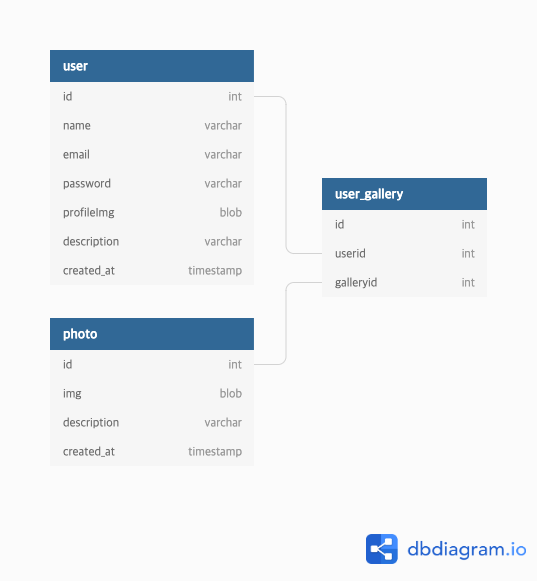 user
id int
name varchar
email varchar
password varchar
profileImg blob
description varchar
created_at timestamp
user_gallery
id int
userid int
galleryid int
photo
id int
img blob
description varchar
created_at timestamp
dbdiagram.io